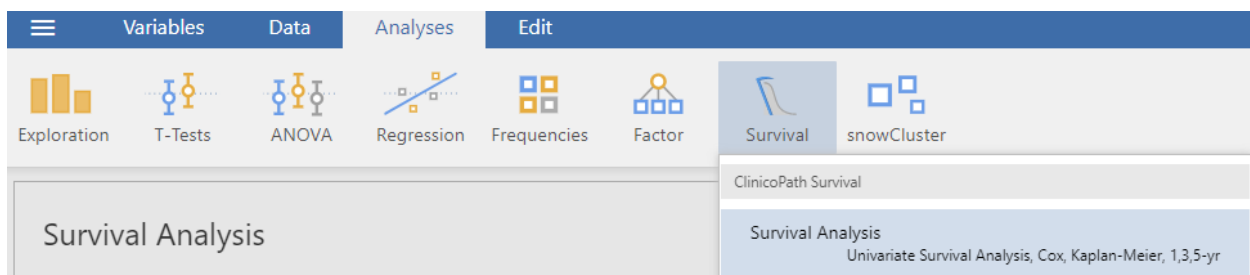 Variables Data Analyses Edit
Exploration T-Tests ANOVA Regression Frequencies Factor Survival snowCluster
ClinicoPath Survival
Survival Analysis
Survival Analysis
Univariate Survival Analysis, Cox, Kaplan-Meier, 1,3,5-yr